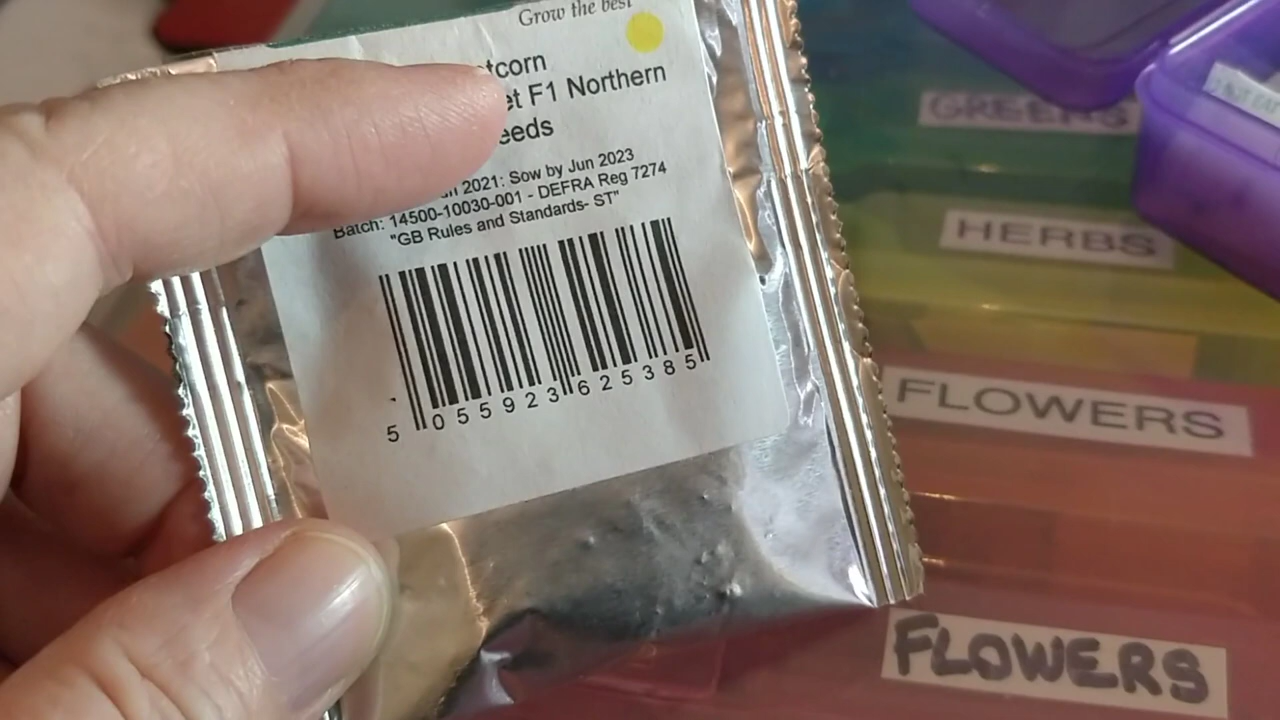 Grow the best
tcorn
et F1 Northern
eeds
un 2021: Sow by Jun 2023
Batch: 14500-10030-001 - DEFRA Reg 7274
"GB Rules and Standards- ST"
5 055923 625385
GREENS
HERBS
FLOWERS
FLOWERS